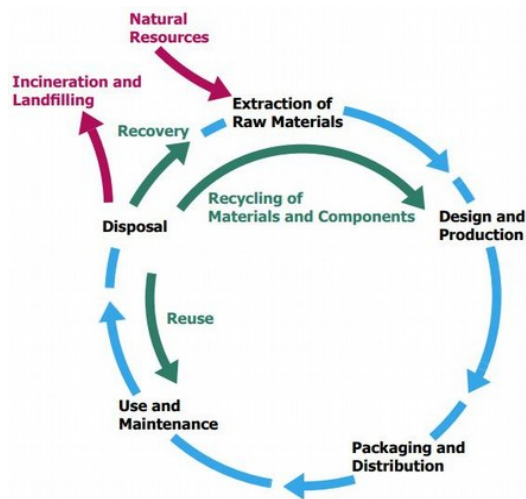 Natural
Resources
Incineration and
Landfilling
Extraction of
Raw Materials
Recovery
Recycling of
Materials and Components
Disposal
Design and
Production
Reuse
Use and
Maintenance
Packaging and
Distribution